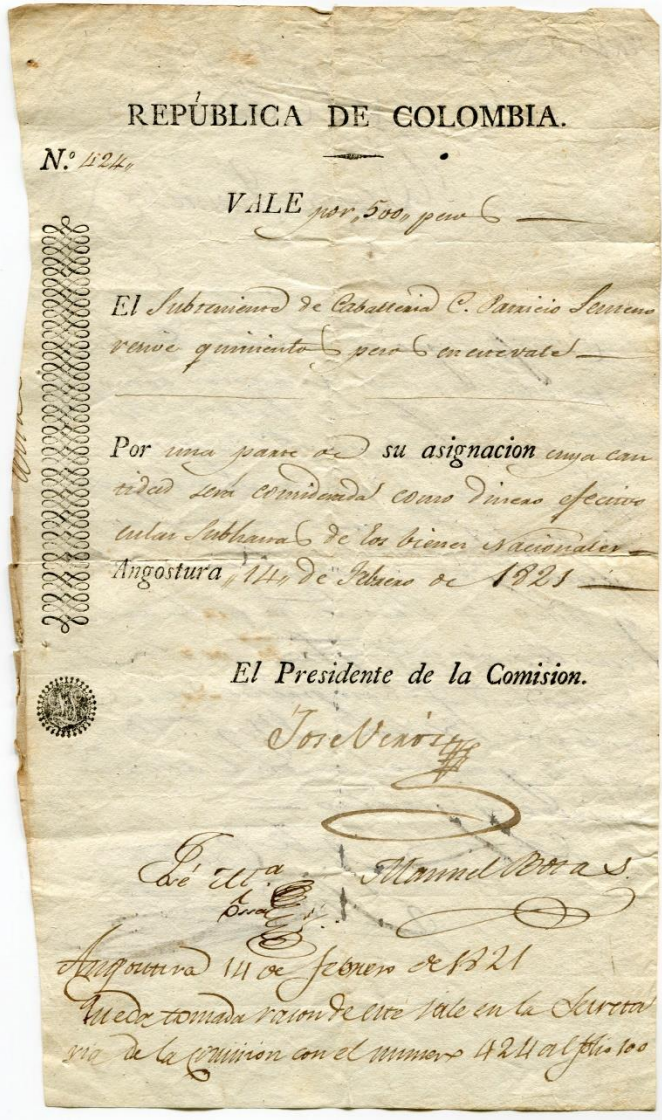 REPÚBLICA DE COLOMBIA.
N.º 424,,
VALE por,, 500,, pesos
El Subteniente de Caballeria C. Patricio Serrano
tiene quinientos pesos en este vale
Por una parte de su asignacion cuya can
tidad será considerada como dinero efectivo
en las Subhastas de los bienes Nacionales
Angostura,, 14,, de Febrero de 1821
El Presidente de la Comision.
Jose
Manuel
Angostura 14 de febrero de 1821
Queda tomada razon de este vale en la Secreta
ria de la comision con el numero 424 al folio 100